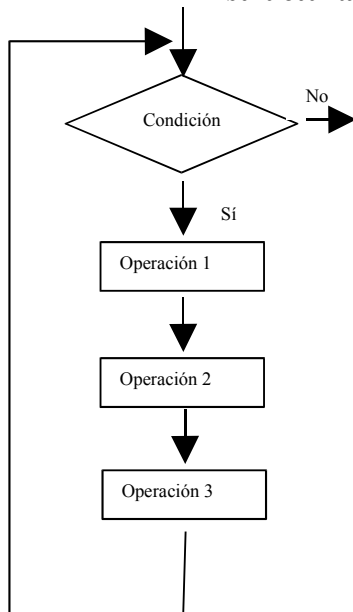 No
Condición
Sí
Operación 1
Operación 2
Operación 3